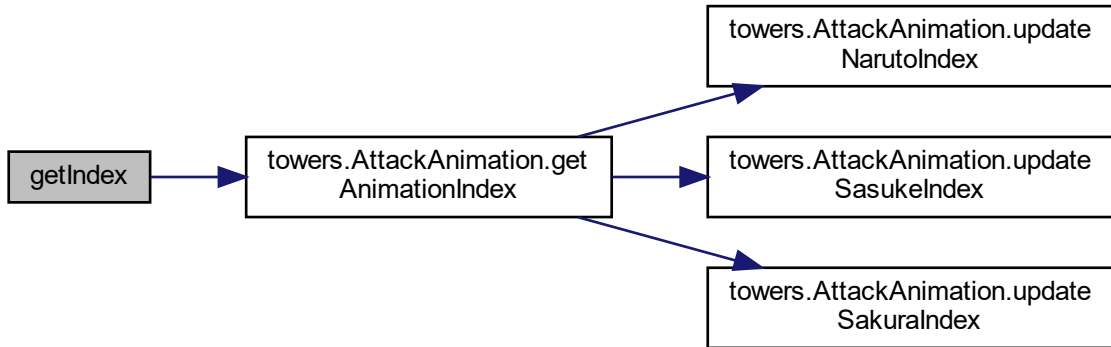 getIndex
towers.AttackAnimation.get
AnimationIndex
towers.AttackAnimation.update
NarutoIndex
towers.AttackAnimation.update
SasukeIndex
towers.AttackAnimation.update
SakuraIndex